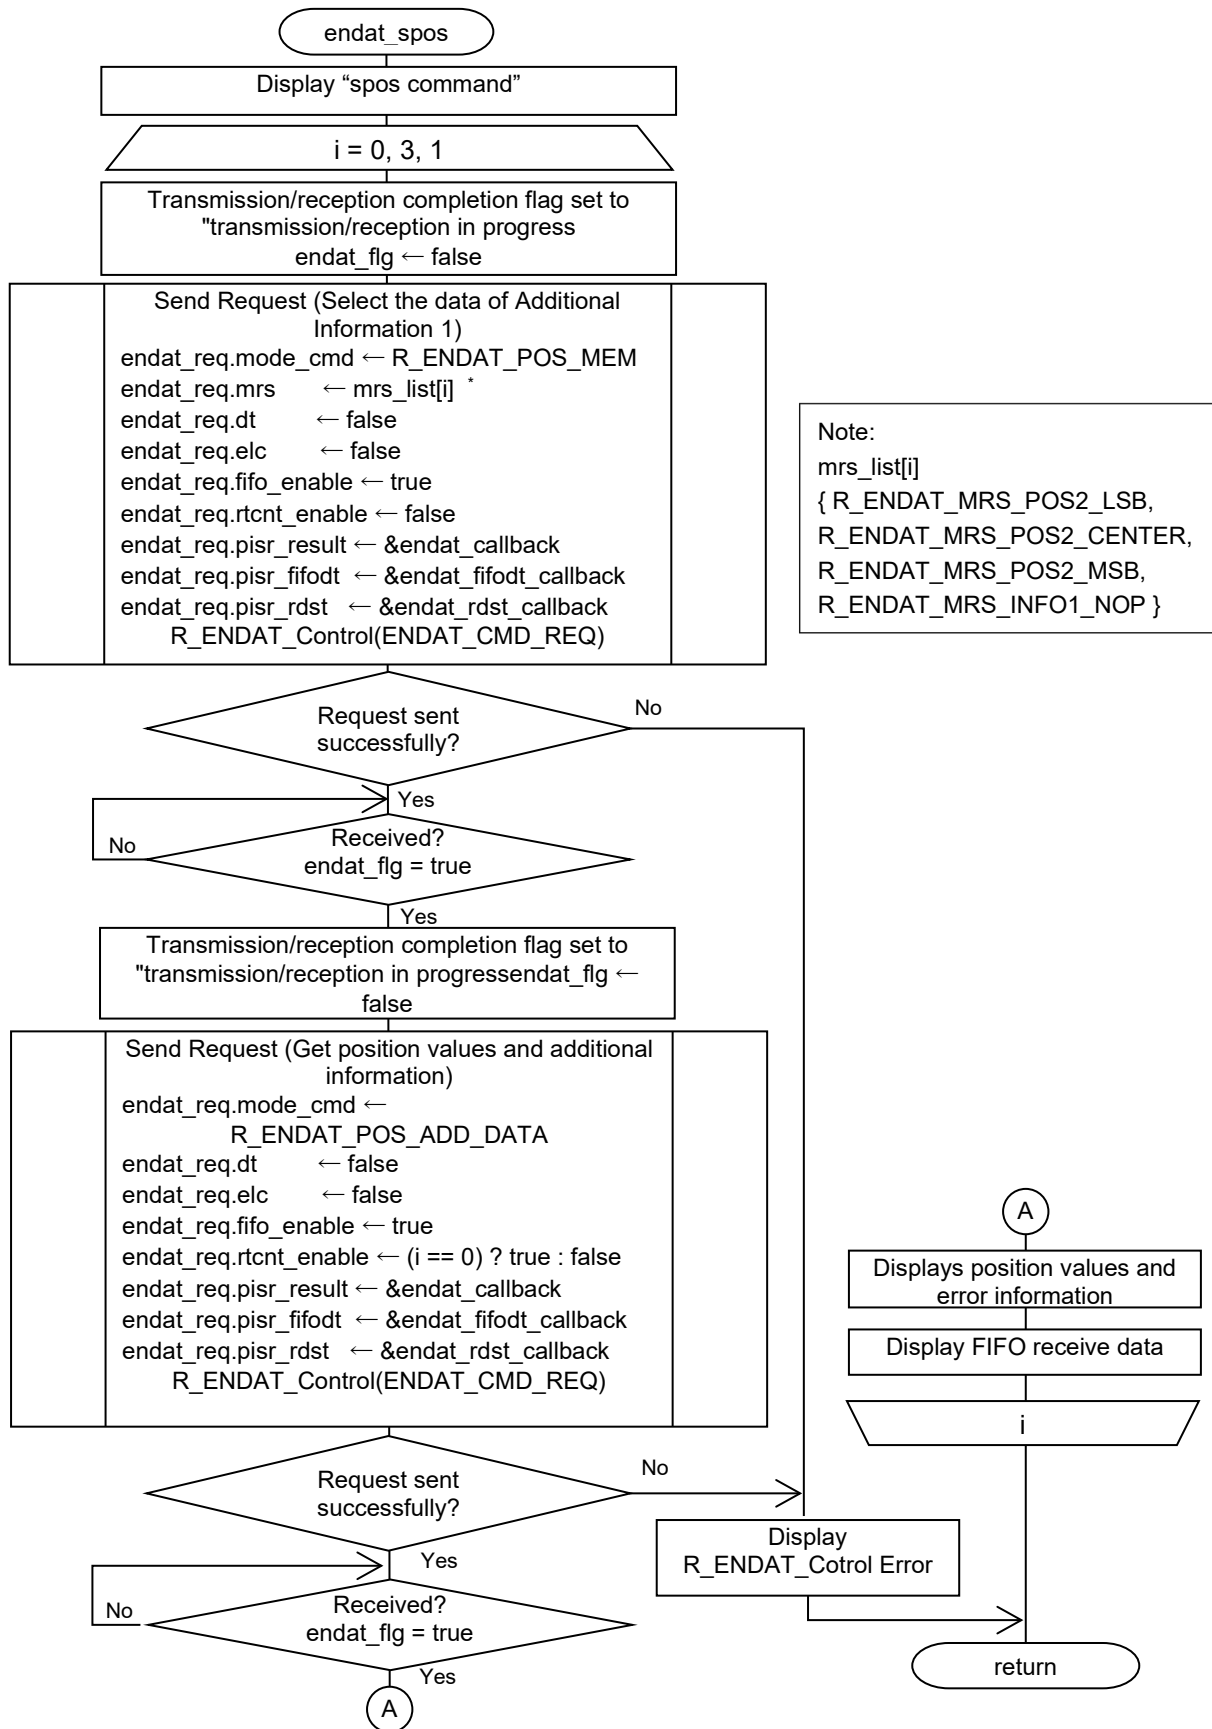 endat_spos
Display “spos command”
i = 0, 3, 1
Transmission/reception completion flag set to
"transmission/reception in progress
endat_flg ← false
Send Request (Select the data of Additional
Information 1)
endat_req.mode_cmd ← R_ENDAT_POS_MEM
endat_req.mrs ← mrs_list[i] *
endat_req.dt ← false
endat_req.elc ← false
endat_req.fifo_enable ← true
endat_req.rtcnt_enable ← false
endat_req.pisr_result ← &endat_callback
endat_req.pisr_fifodt ← &endat_fifodt_callback
endat_req.pisr_rdst ← &endat_rdst_callback
R_ENDAT_Control(ENDAT_CMD_REQ)
Note:
mrs_list[i]
{ R_ENDAT_MRS_POS2_LSB,
R_ENDAT_MRS_POS2_CENTER,
R_ENDAT_MRS_POS2_MSB,
R_ENDAT_MRS_INFO1_NOP }
Request sent
successfully?
No
Yes
Received?
endat_flg = true
No
Yes
Transmission/reception completion flag set to
"transmission/reception in progressendat_flg ←
false
Send Request (Get position values and additional
information)
endat_req.mode_cmd ←
R_ENDAT_POS_ADD_DATA
endat_req.dt ← false
endat_req.elc ← false
endat_req.fifo_enable ← true
endat_req.rtcnt_enable ← (i == 0) ? true : false
endat_req.pisr_result ← &endat_callback
endat_req.pisr_fifodt ← &endat_fifodt_callback
endat_req.pisr_rdst ← &endat_rdst_callback
R_ENDAT_Control(ENDAT_CMD_REQ)
Request sent
successfully?
No
Yes
Received?
endat_flg = true
No
Yes
A
A
Displays position values and
error information
Display FIFO receive data
i
Display
R_ENDAT_Cotrol Error
return